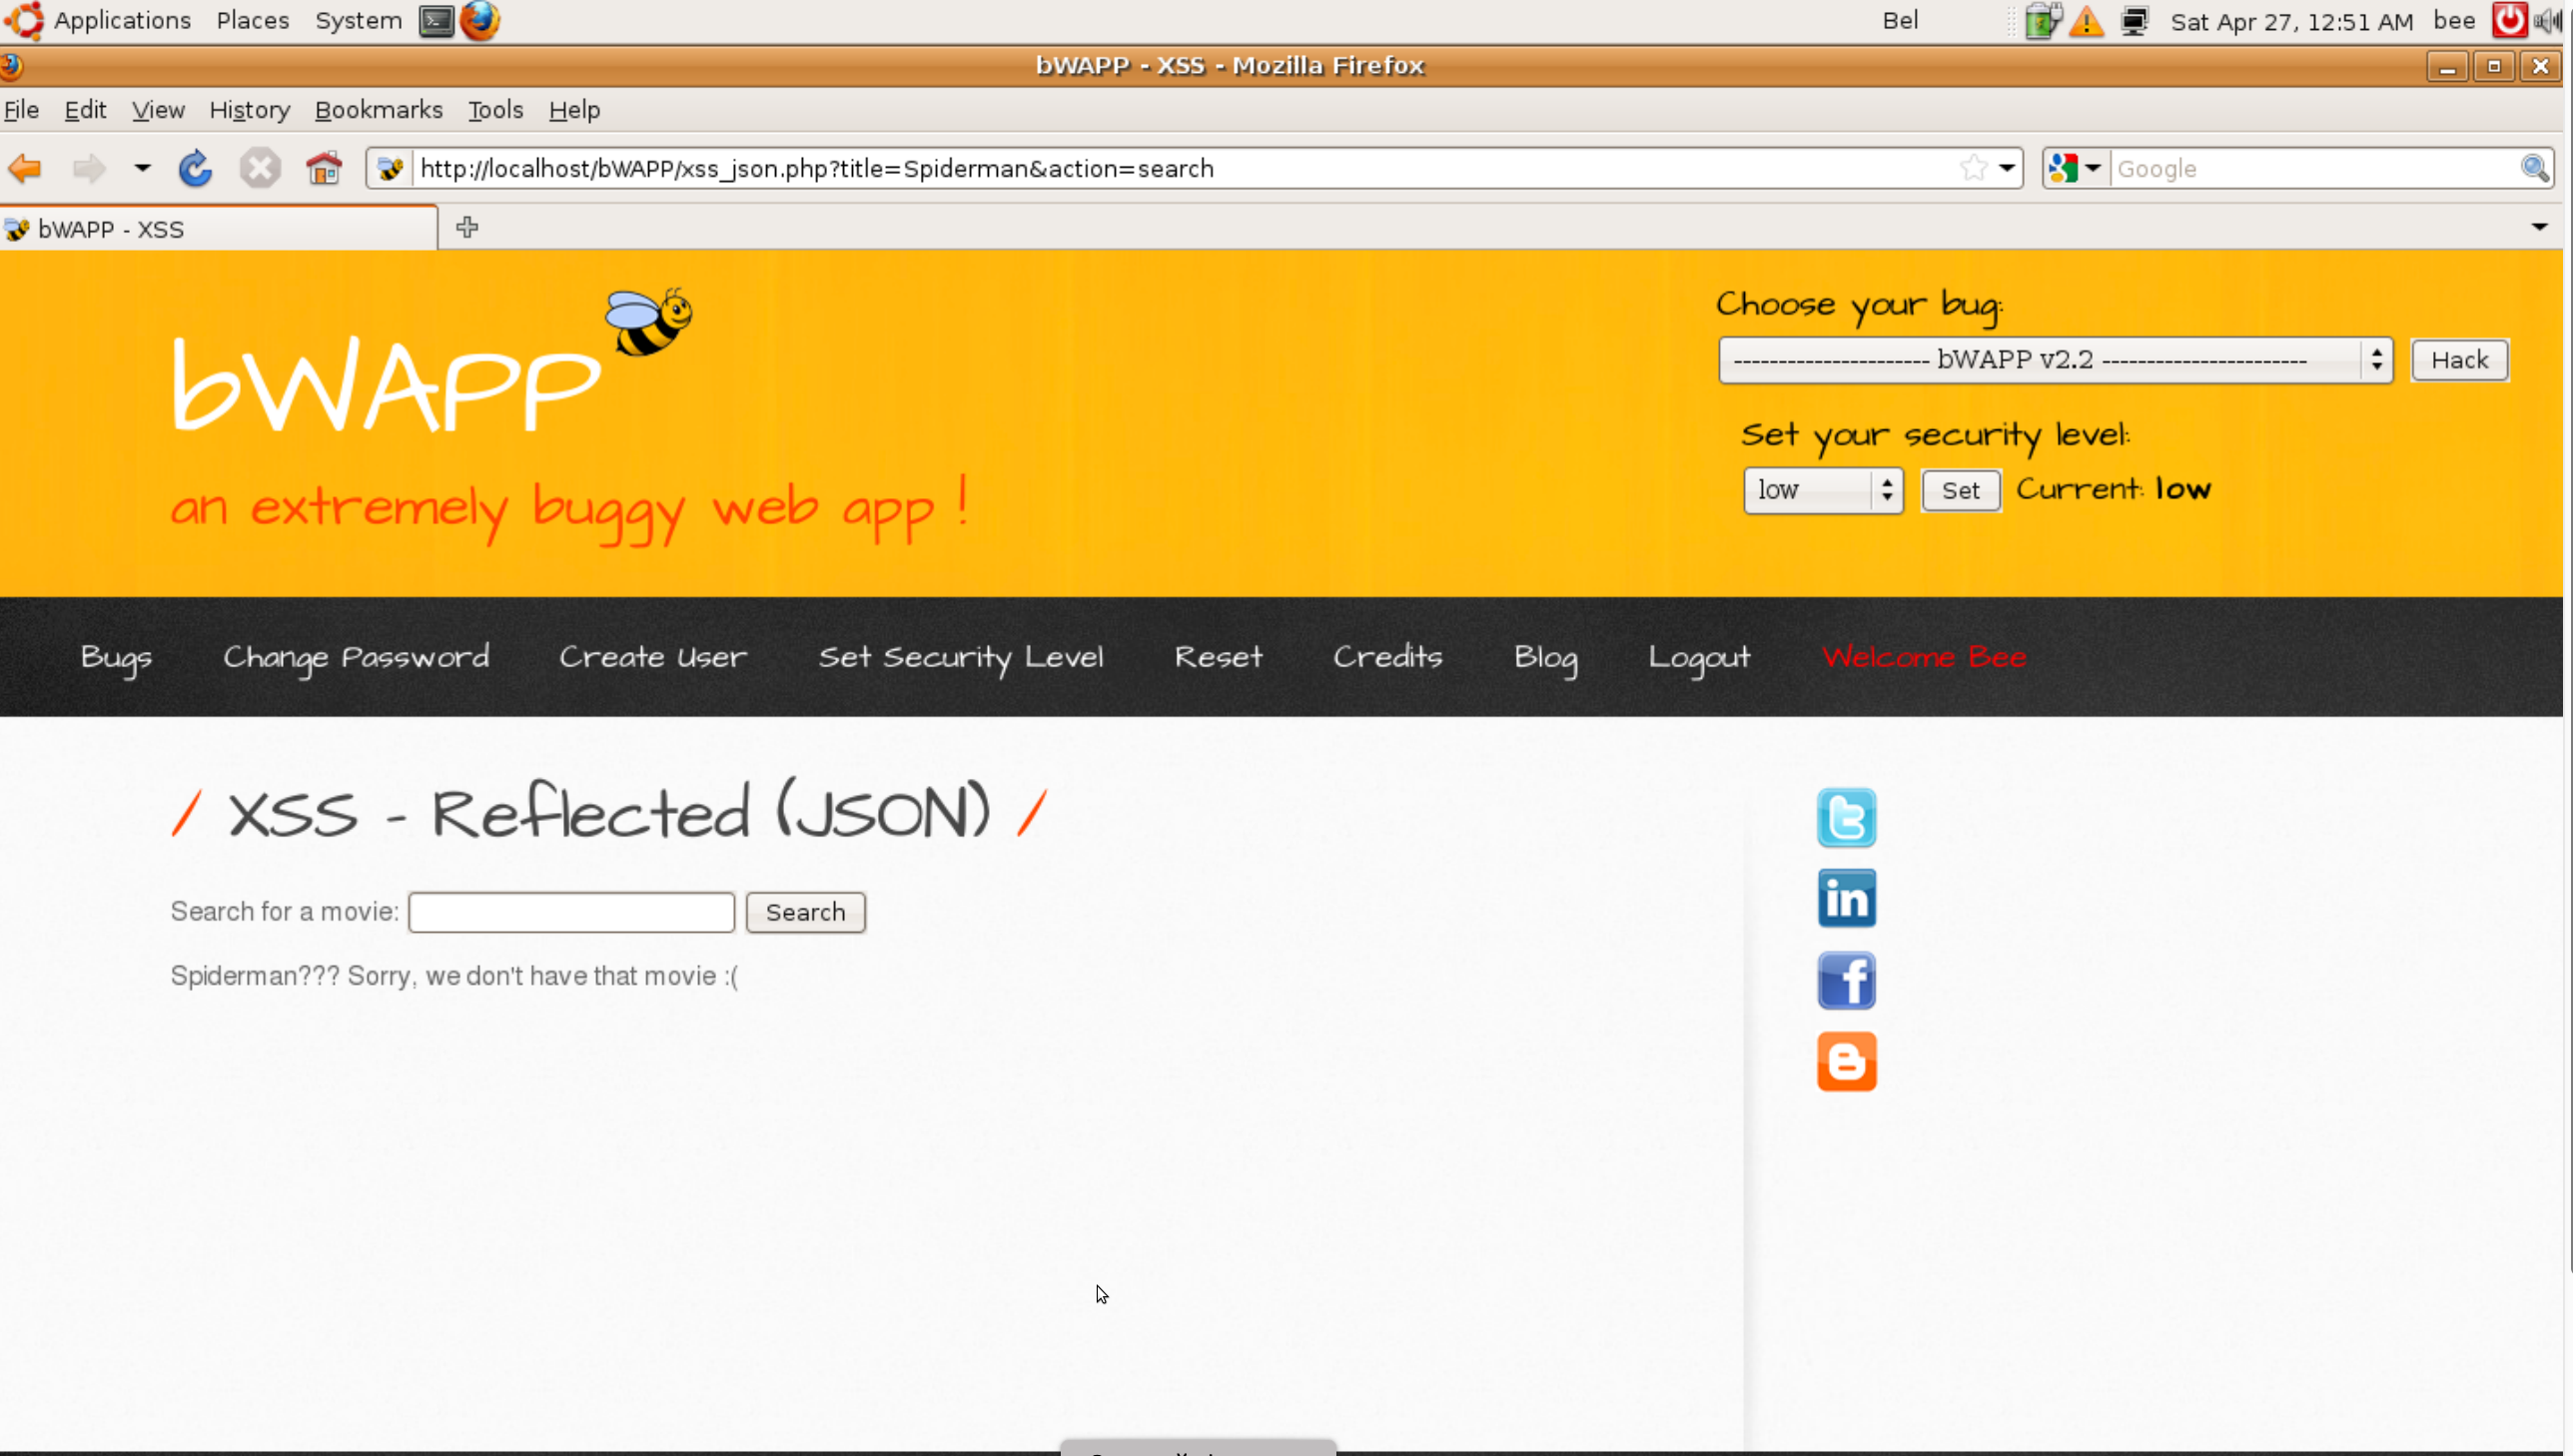 Applications Places System Bel Sat Apr 27, 12:51 AM bee
bWAPP - XSS - Mozilla Firefox
File Edit View History Bookmarks Tools Help
http://localhost/bWAPP/xss_json.php?title=Spiderman&action=search Google
bWAPP - XSS
Choose your bug:
---------------------- bWAPP v2.2 ----------------------- Hack
bWAPP
Set your security level:
low Set Current: low
an extremely buggy web app !
Bugs Change Password Create User Set Security Level Reset Credits Blog Logout Welcome Bee
/ XSS - Reflected (JSON) /
Search for a movie: Search
Spiderman??? Sorry, we don't have that movie :(